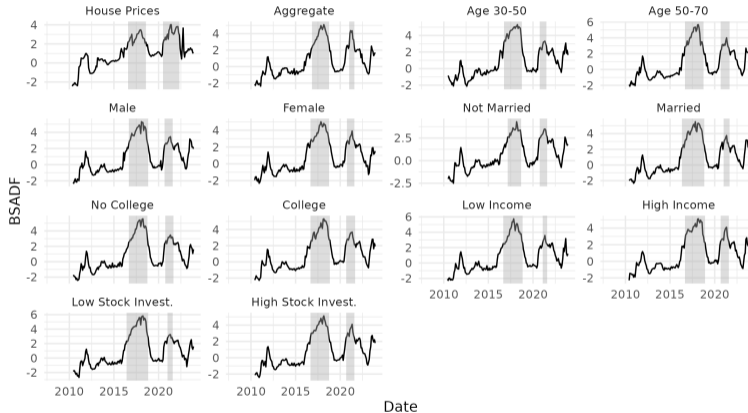 House Prices
Aggregate
Age 30-50
Age 50-70
4
2
0
-2
4
2
0
-2
4
2
0
-2
6
4
2
0
-2
Male
Female
Not Married
Married
4
2
0
-2
4
2
0
-2
2.5
0.0
-2.5
4
2
0
-2
No College
College
Low Income
High Income
4
2
0
-2
4
2
0
-2
6
4
2
0
-2
4
2
0
-2
2010 2015 2020
2010 2015 2020
Low Stock Invest.
High Stock Invest.
6
4
2
0
-2
4
2
0
-2
2010 2015 2020
2010 2015 2020
BSADF
Date